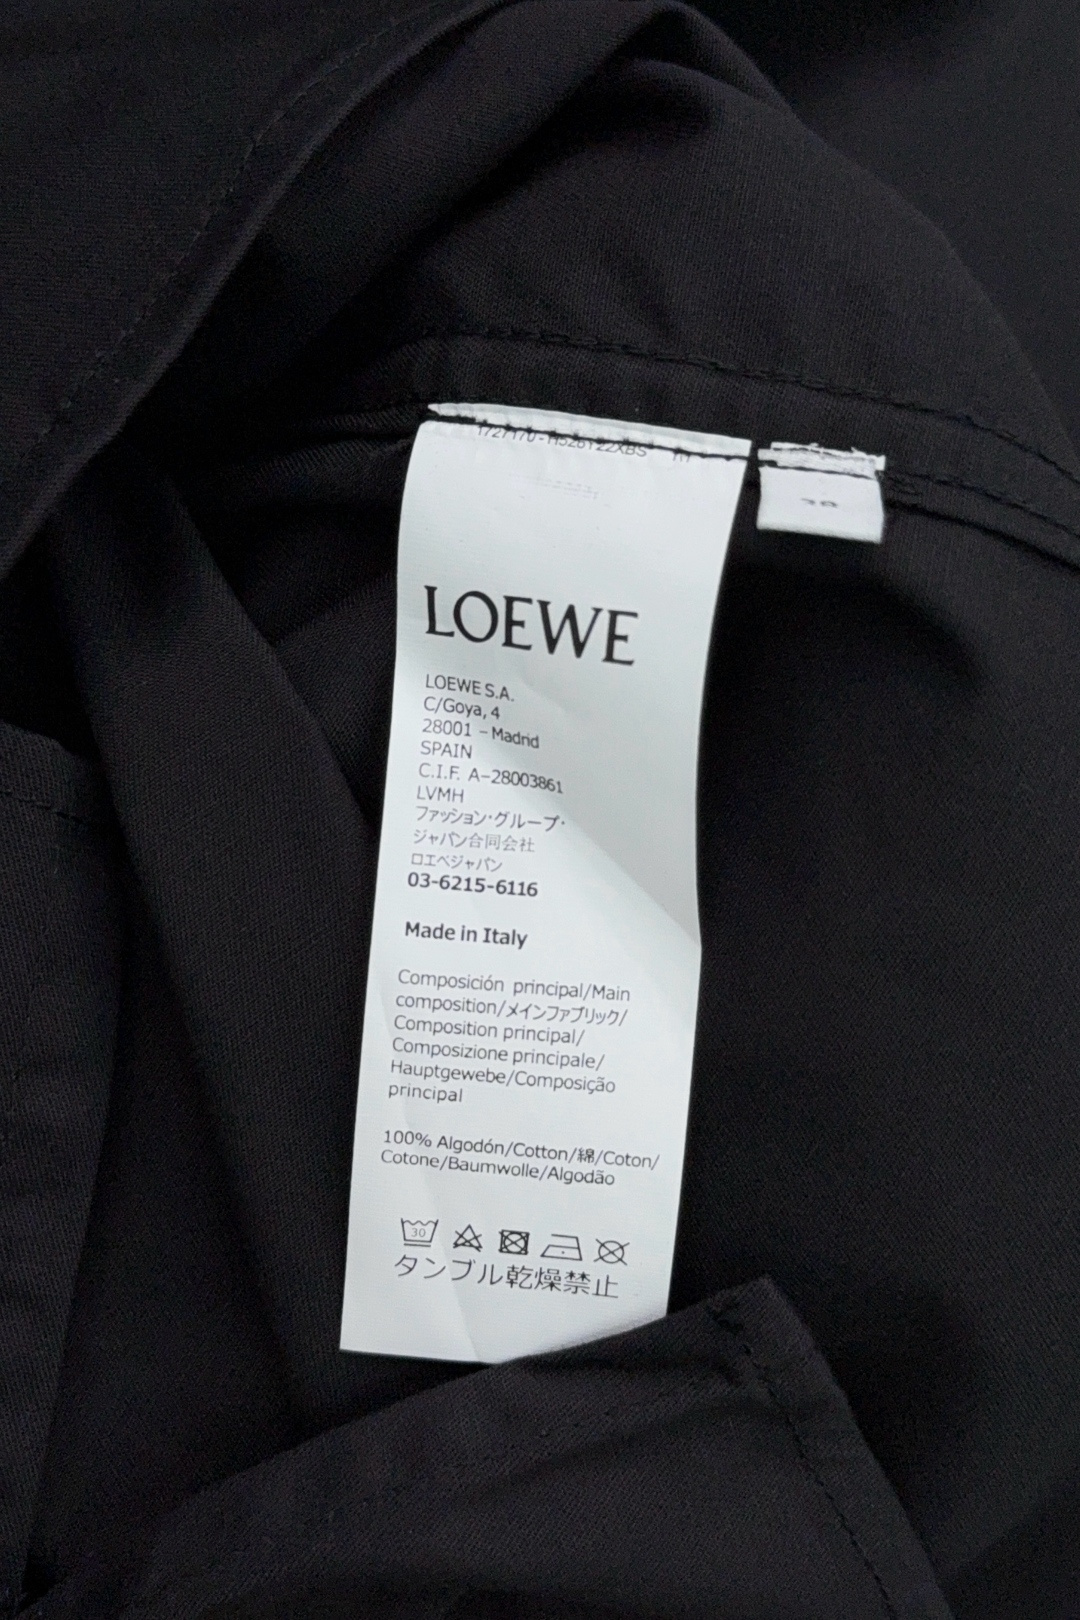 LOEWE
LOEWE S.A.
C/Goya, 4
28001 - Madrid
SPAIN
C.I.F. A-28003861
LVMH
ファッション・グループ・
ジャパン合同会社
ロエベジャパン
03-6215-6116
Made in Italy
Composición principal/Main
composition/メインファブリック/
Composition principal/
Composizione principale/
Hauptgewebe/Composição
principal
100% Algodón/Cotton/綿/Coton/
Cotone/Baumwolle/Algodão
30
タンブル乾燥禁止